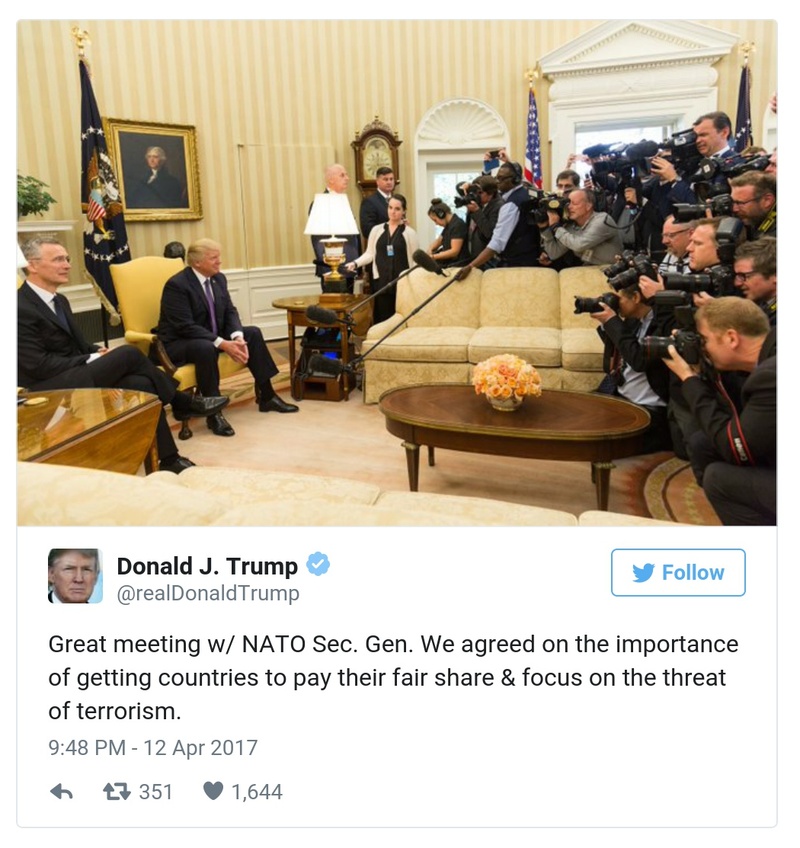 Donald J. Trump
@realDonaldTrump
Follow
Great meeting w/ NATO Sec. Gen. We agreed on the importance
of getting countries to pay their fair share & focus on the threat
of terrorism.
9:48 PM - 12 Apr 2017
351 1,644